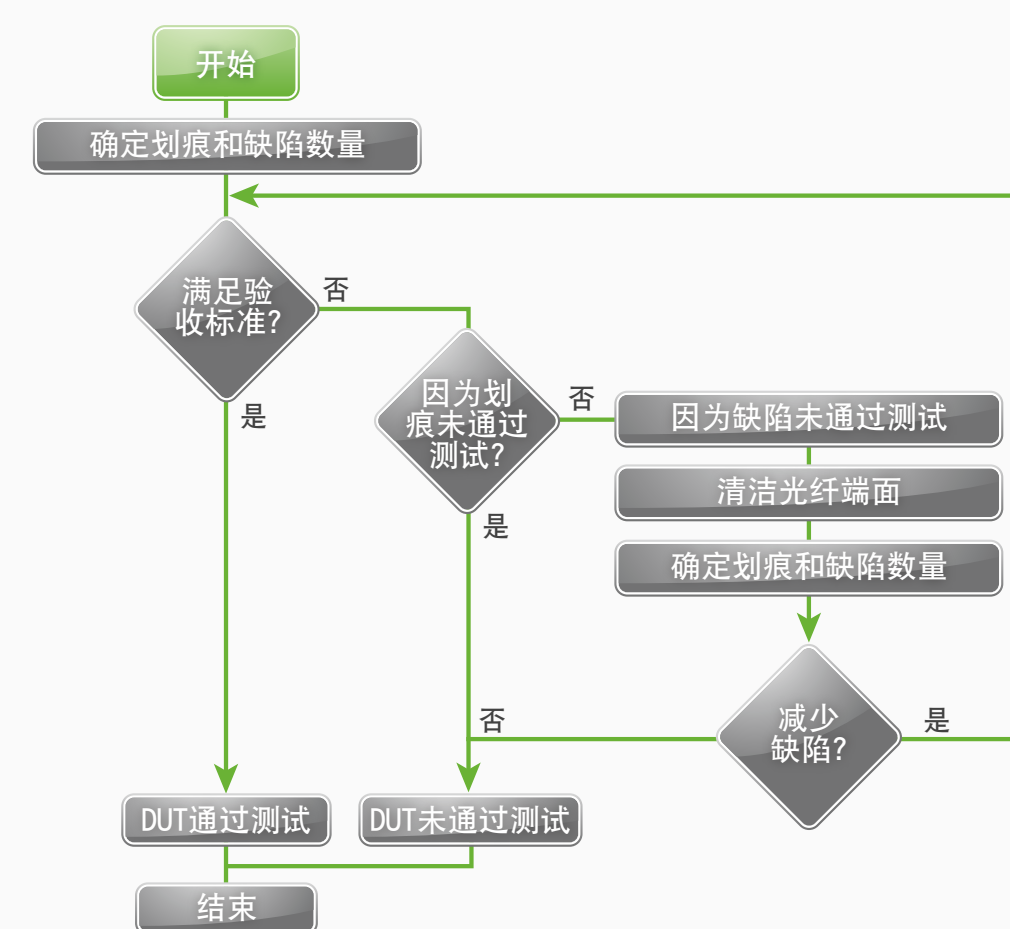 开始
确定划痕和缺陷数量
满足验
收标准?
否
是
因为划
痕未通过
测试?
否
是
因为缺陷未通过测试
清洁光纤端面
确定划痕和缺陷数量
减少
缺陷?
否
是
DUT通过测试
DUT未通过测试
结束